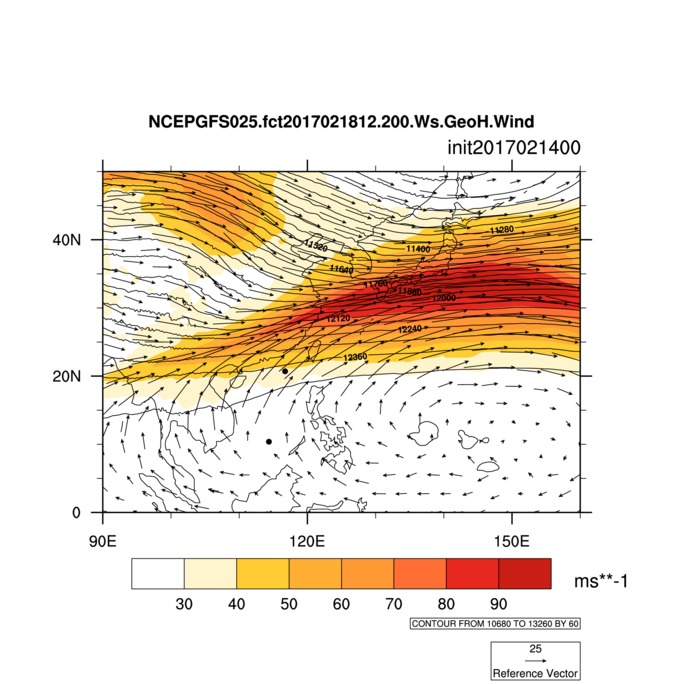 NCEPGFS025.fct2017021812.200.Ws.GeoH.Wind
init2017021400
40N
20N
0
11280
11520
11400
11640
11760
11880
12000
12120
12240
12360
90E
120E
150E
30 40 50 60 70 80 90
ms**-1
CONTOUR FROM 10680 TO 13260 BY 60
25
Reference Vector